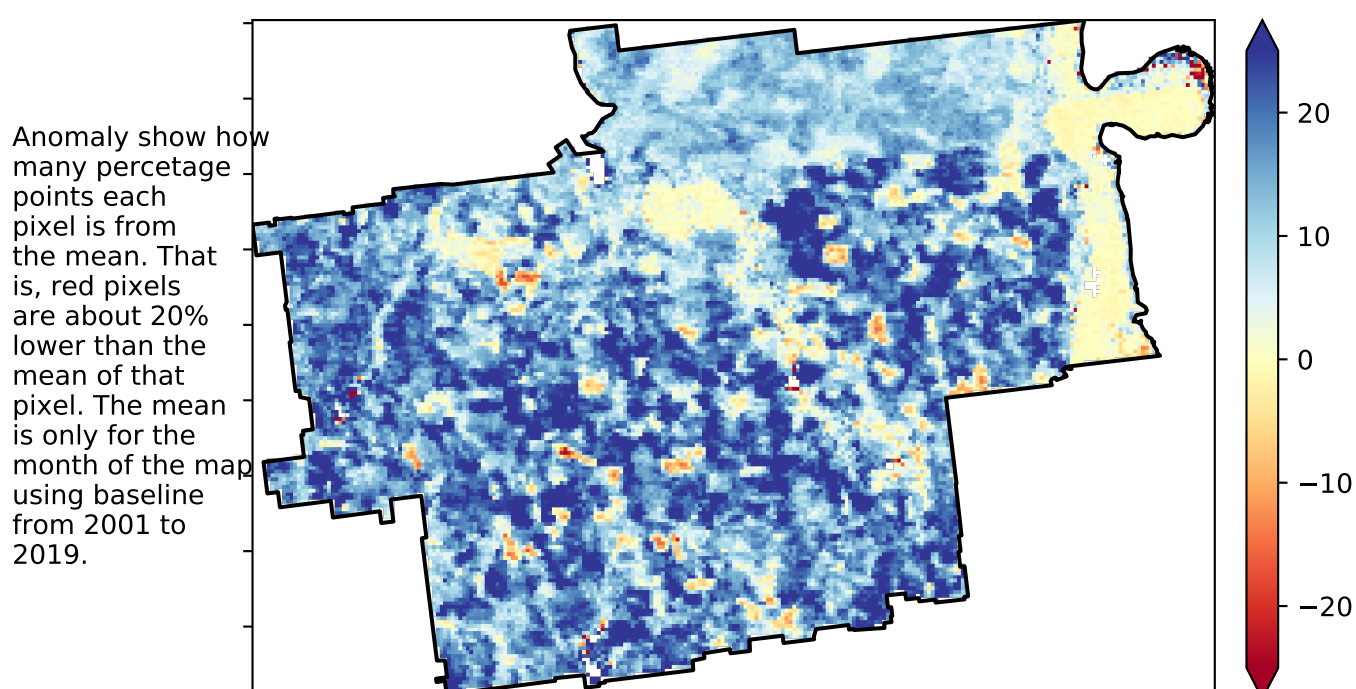 Anomaly show how
many percetage
points each
pixel is from
the mean. That
is, red pixels
are about 20%
lower than the
mean of that
pixel. The mean
is only for the
month of the map
using baseline
from 2001 to
2019.
20
10
0
−10
−20